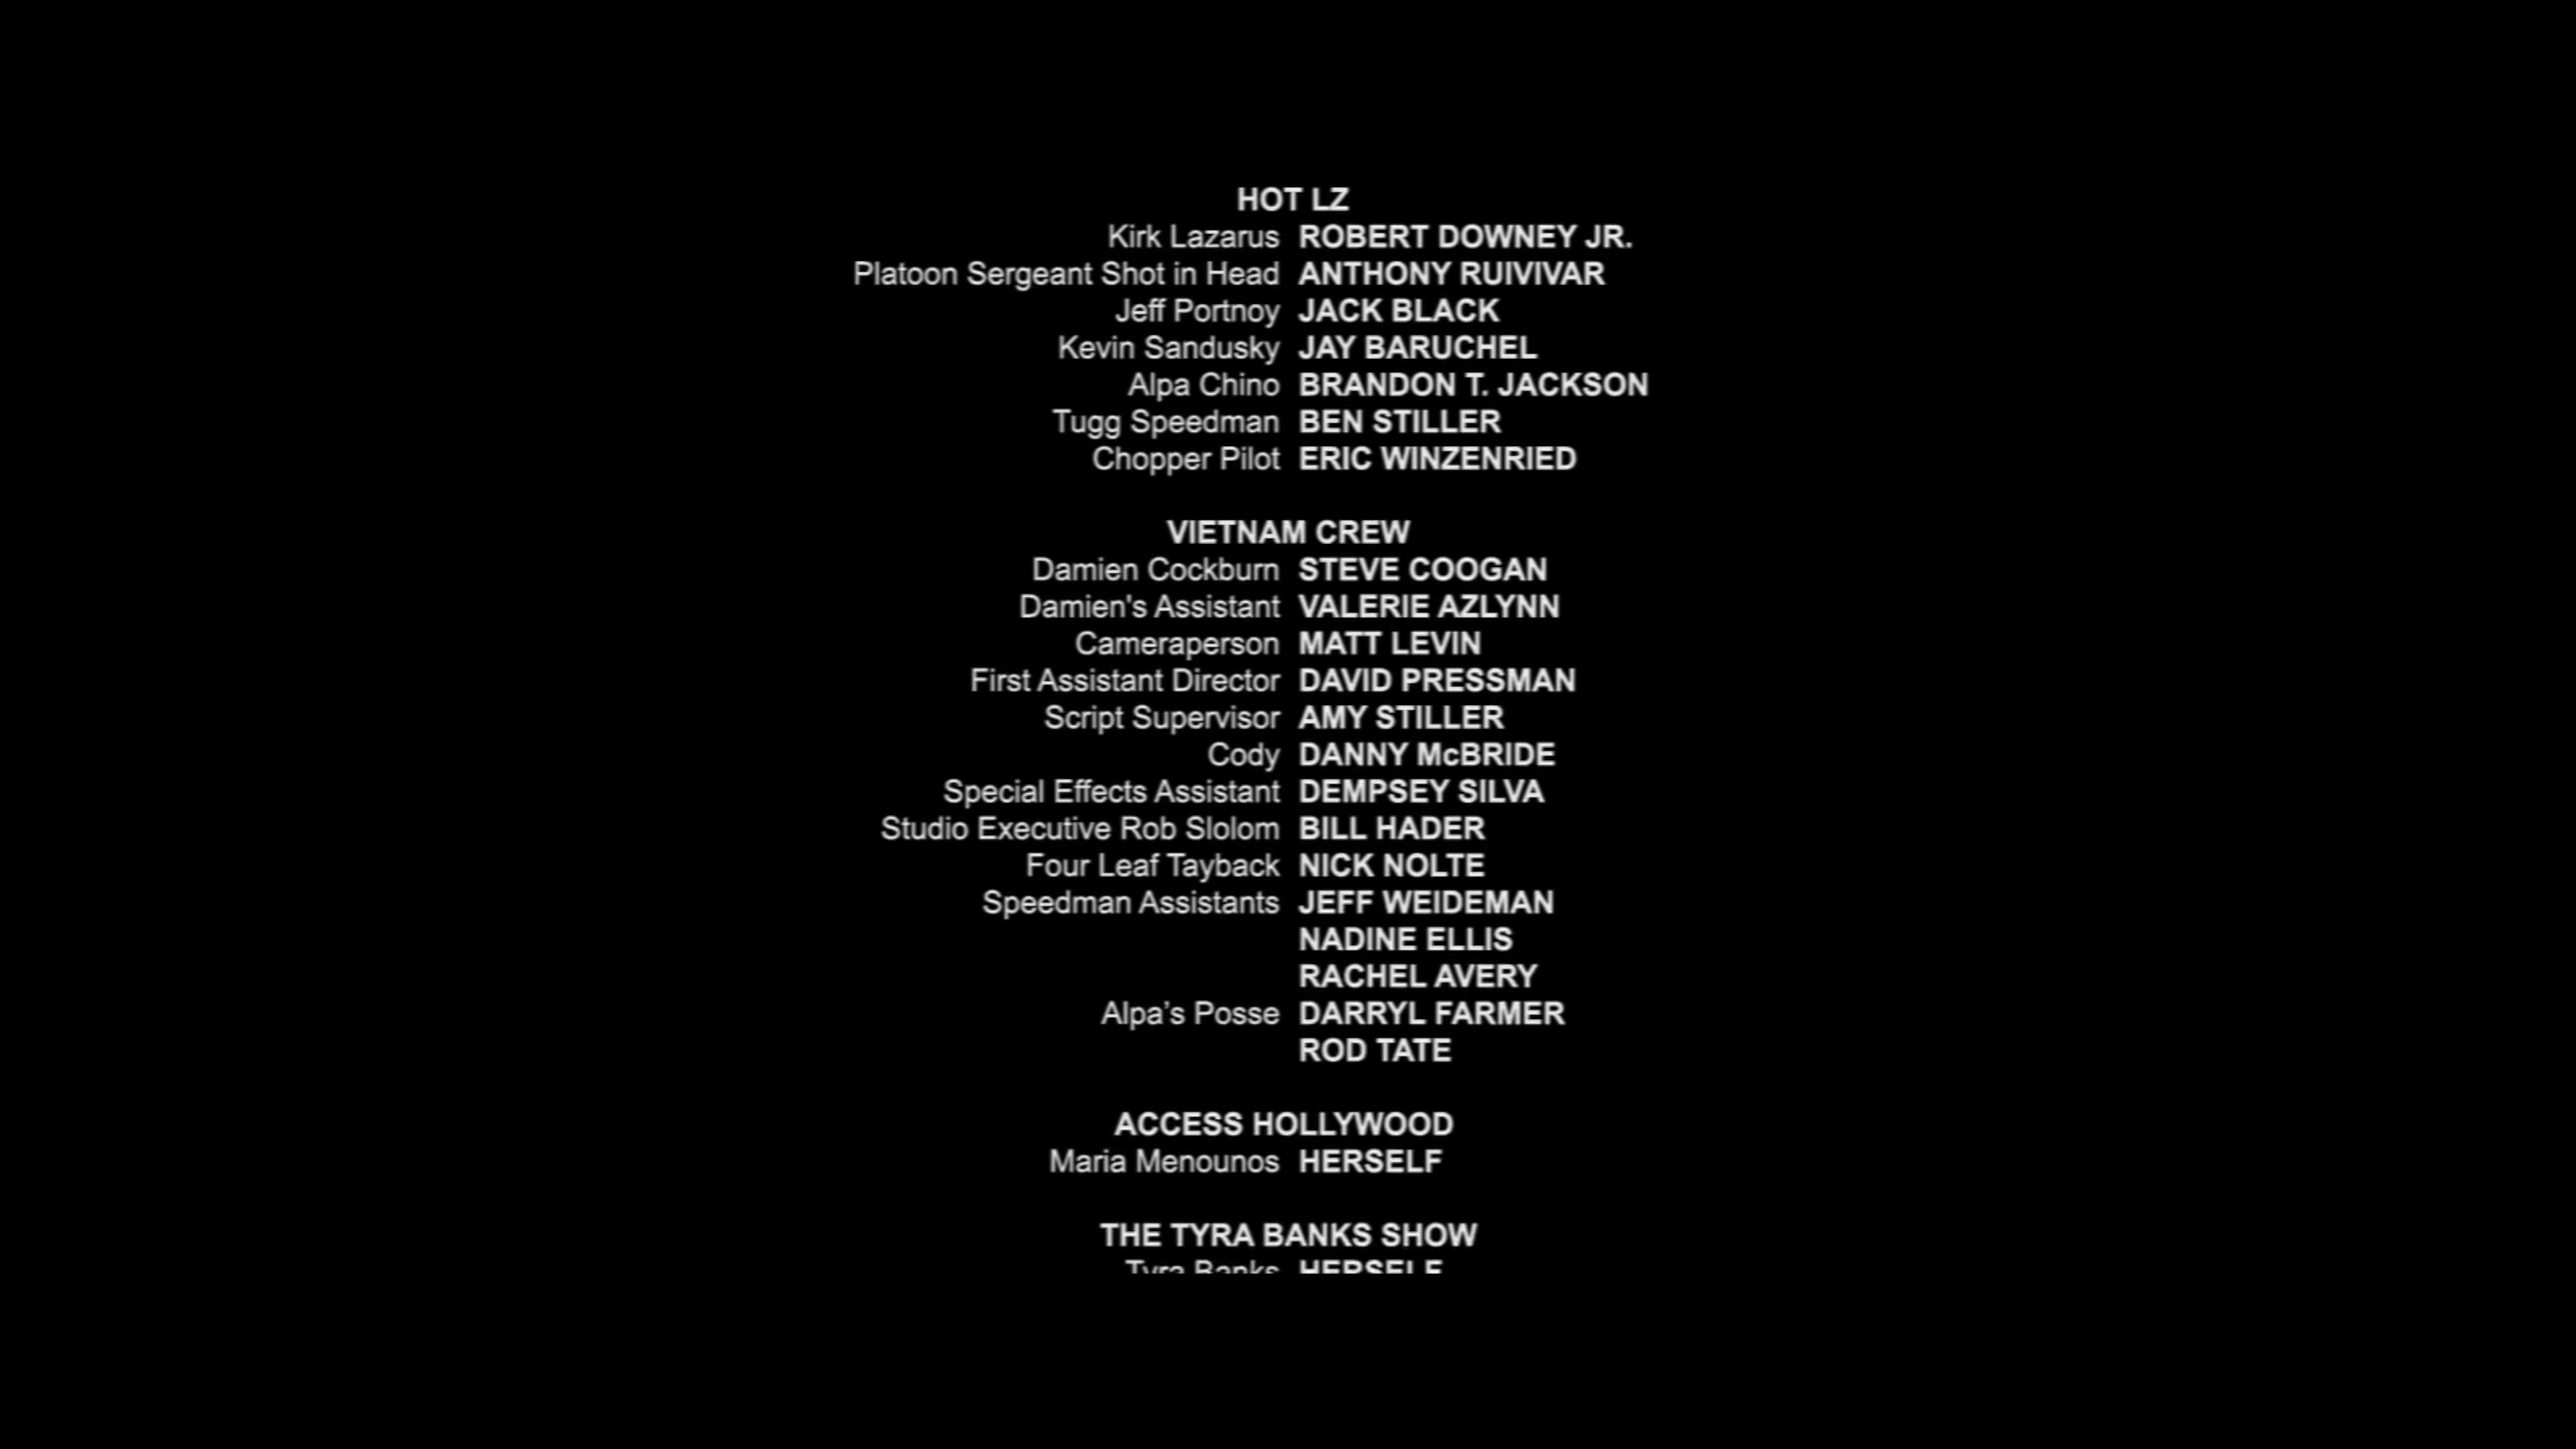 HOT LZ
Kirk Lazarus ROBERT DOWNEY JR.
Platoon Sergeant Shot in Head ANTHONY RUIVIVAR
Jeff Portnoy JACK BLACK
Kevin Sandusky JAY BARUCHEL
Alpa Chino BRANDON T. JACKSON
Tugg Speedman BEN STILLER
Chopper Pilot ERIC WINZENRIED
VIETNAM CREW
Damien Cockburn STEVE COOGAN
Damien's Assistant VALERIE AZLYNN
Cameraperson MATT LEVIN
First Assistant Director DAVID PRESSMAN
Script Supervisor AMY STILLER
Cody DANNY McBRIDE
Special Effects Assistant DEMPSEY SILVA
Studio Executive Rob Slolom BILL HADER
Four Leaf Tayback NICK NOLTE
Speedman Assistants JEFF WEIDEMAN
NADINE ELLIS
RACHEL AVERY
Alpa’s Posse DARRYL FARMER
ROD TATE
ACCESS HOLLYWOOD
Maria Menounos HERSELF
THE TYRA BANKS SHOW
Tyra Banks HERSELF